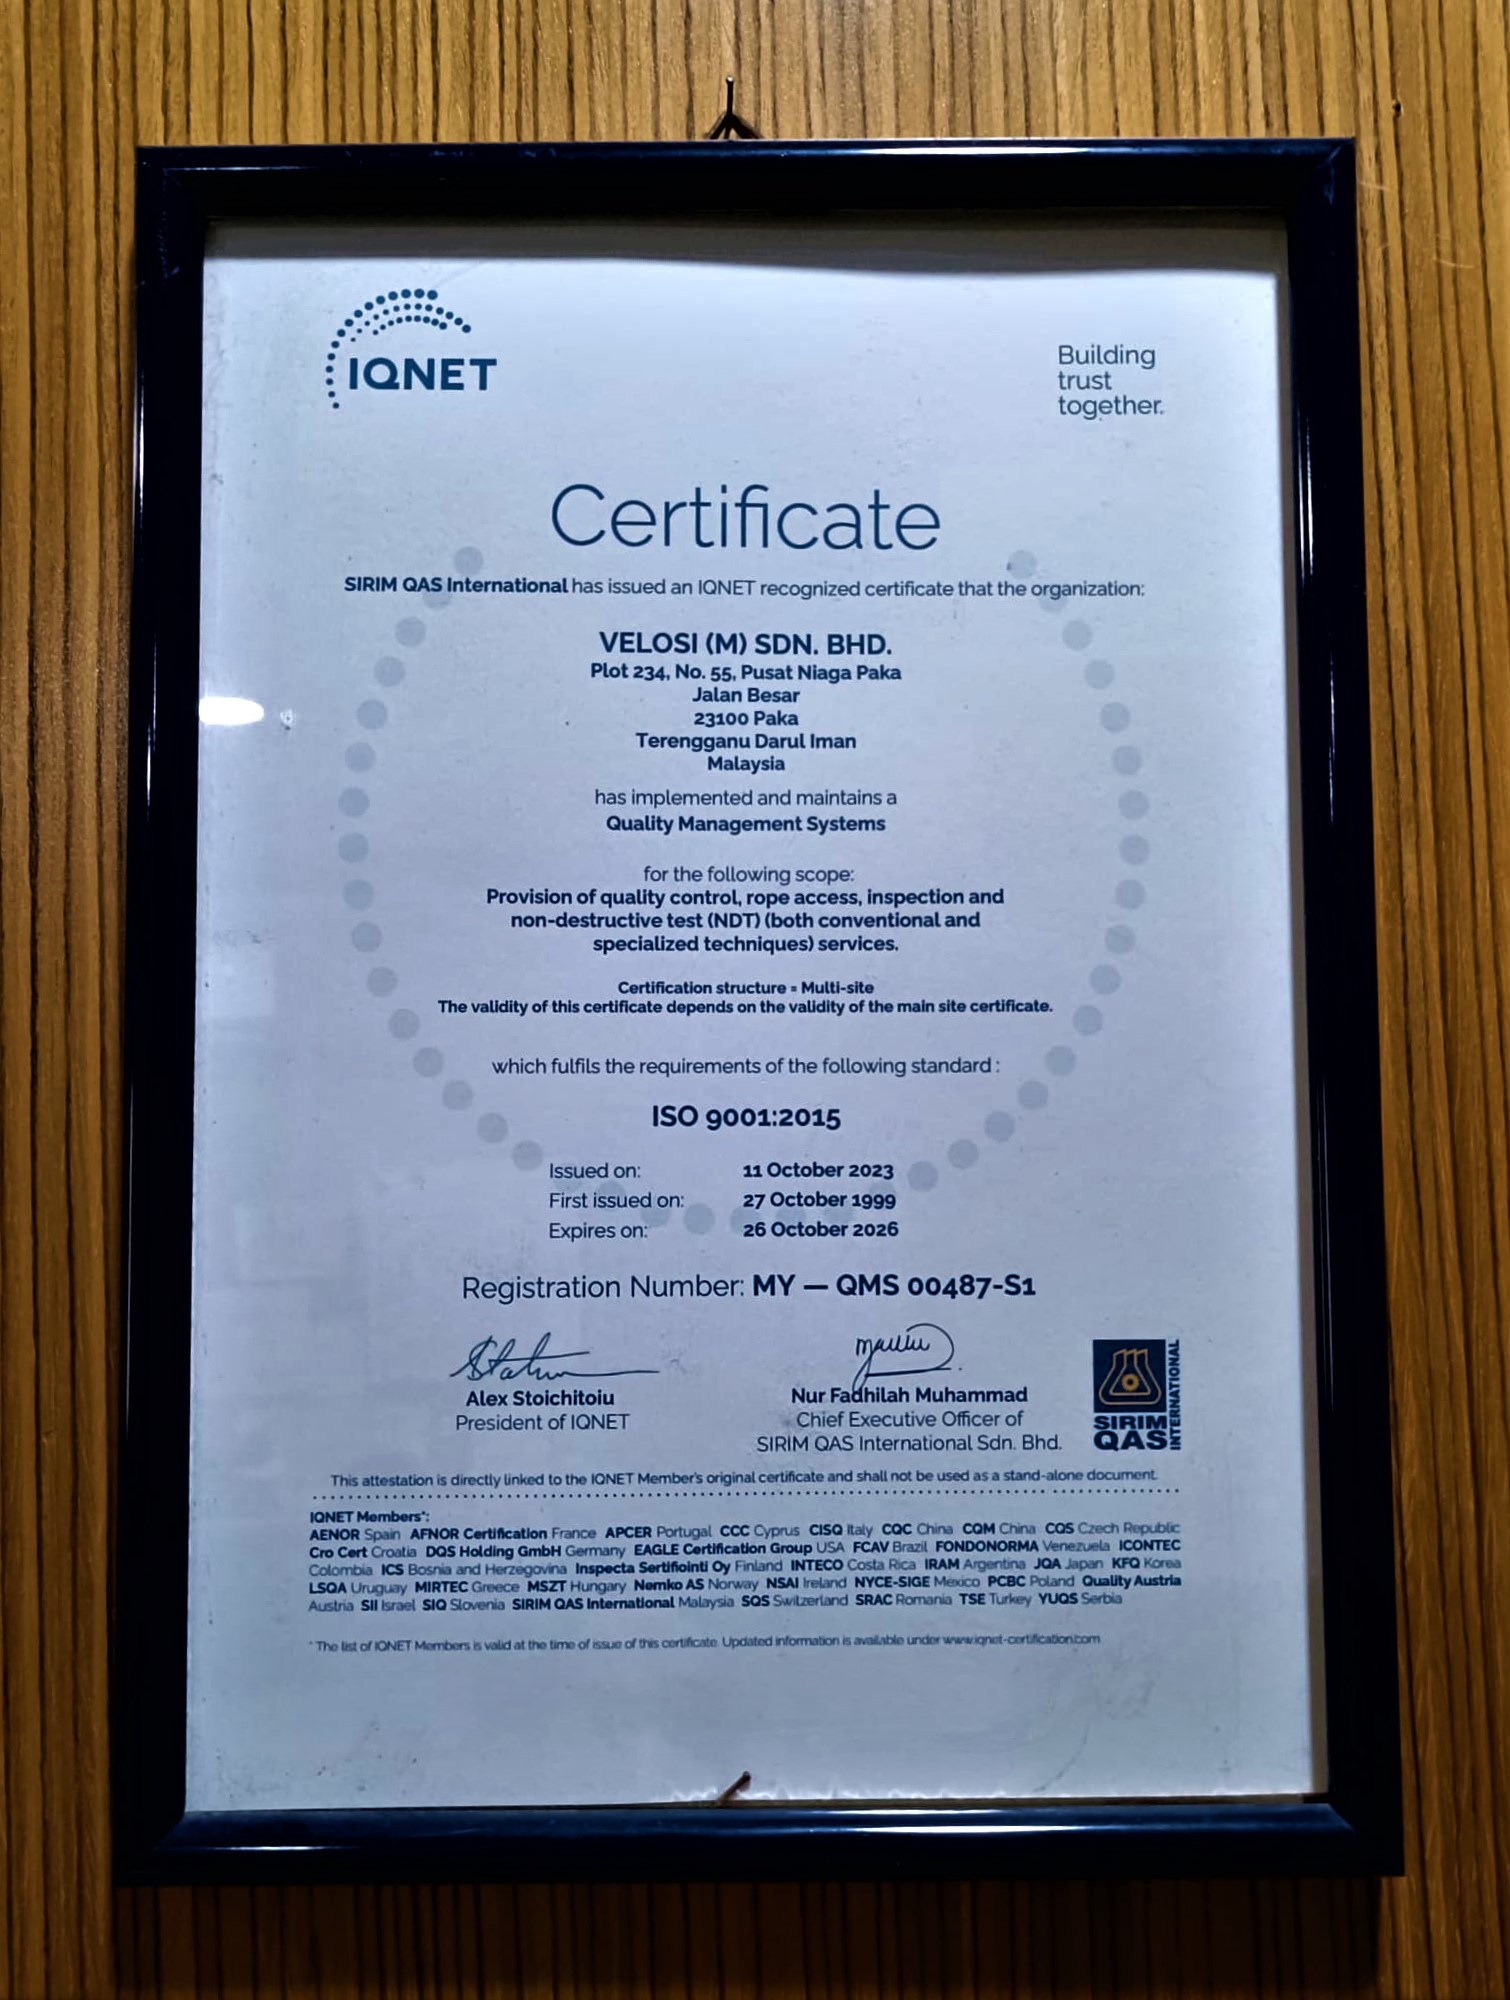 IQNET
Building
trust
together.
Certificate
SIRIM QAS International has issued an IQNET recognized certificate that the organization:
VELOSI (M) SDN. BHD.
Plot 234, No. 55, Pusat Niaga Paka
Jalan Besar
23100 Paka
Terengganu Darul Iman
Malaysia
has implemented and maintains a
Quality Management Systems
for the following scope:
Provision of quality control, rope access, inspection and
non-destructive test (NDT) (both conventional and
specialized techniques) services.
Certification structure = Multi-site
The validity of this certificate depends on the validity of the main site certificate.
which fulfils the requirements of the following standard :
ISO 9001:2015
Issued on: 11 October 2023
First issued on: 27 October 1999
Expires on: 26 October 2026
Registration Number: MY — QMS 00487-S1
Alex Stoichitoiu
President of IQNET
Nur Fadhilah Muhammad
Chief Executive Officer of
SIRIM QAS International Sdn. Bhd.
SIRIM
QAS
INTERNATIONAL
This attestation is directly linked to the IQNET Member's original certificate and shall not be used as a stand-alone document.
IQNET Members*:
AENOR Spain AFNOR Certification France APCER Portugal CCC Cyprus CISQ Italy CQC China CQM China CQS Czech Republic
Cro Cert Croatia DQS Holding GmbH Germany EAGLE Certification Group USA FCAV Brazil FONDONORMA Venezuela ICONTEC
Colombia ICS Bosnia and Herzegovina Inspecta Sertifiointi Oy Finland INTECO Costa Rica IRAM Argentina JQA Japan KFQ Korea
LSQA Uruguay MIRTEC Greece MSZT Hungary Nemko AS Norway NSAI Ireland NYCE-SIGE Mexico PCBC Poland Quality Austria
Austria SII Israel SIQ Slovenia SIRIM QAS International Malaysia SQS Switzerland SRAC Romania TSE Turkey YUQS Serbia
* The list of IQNET Members is valid at the time of issue of this certificate. Updated information is available under www.iqnet-certification.com